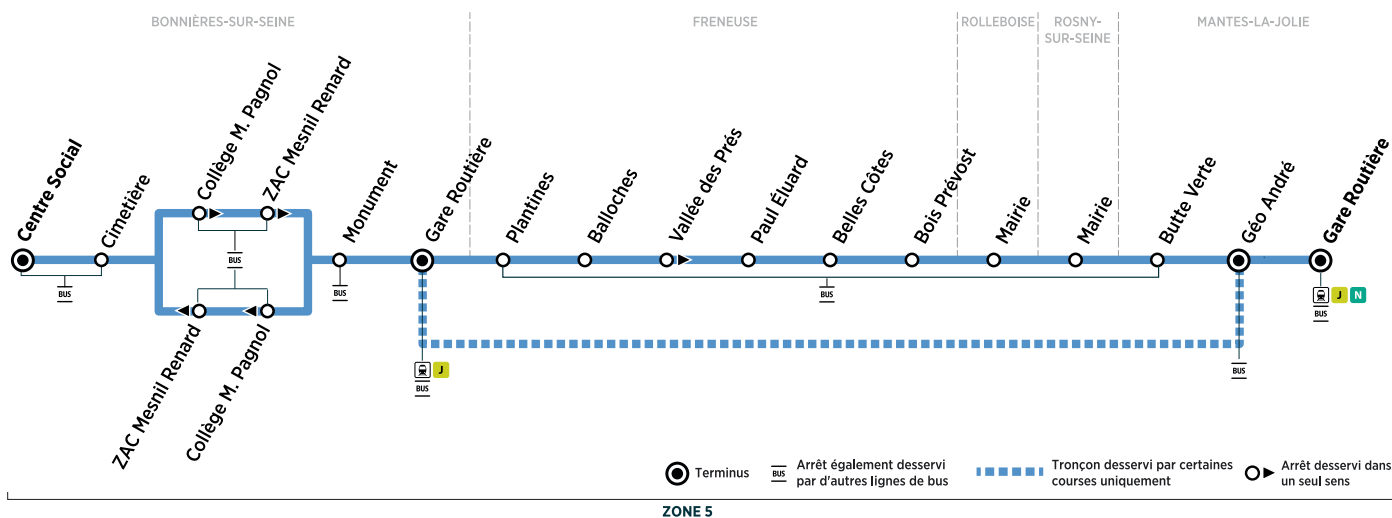 BONNIÈRES-SUR-SEINE
FRENEUSE
ROLLEBOISE
ROSNY-
SUR-SEINE
MANTES-LA-JOLIE
Centre Social
Cimetière
Collège M. Pagnol
ZAC Mesnil Renard
ZAC Mesnil Renard
Collège M. Pagnol
Monument
Gare Routière
Plantines
Balloches
Vallée des Prés
Paul Éluard
Belles Côtes
Bois Prévost
Mairie
Mairie
Butte Verte
Géo André
Gare Routière
BUS
BUS
BUS
BUS
J
BUS
BUS
J N
BUS
BUS
Terminus
BUS
Arrêt également desservi
par d'autres lignes de bus
Tronçon desservi par certaines
courses uniquement
Arrêt desservi dans
un seul sens
ZONE 5